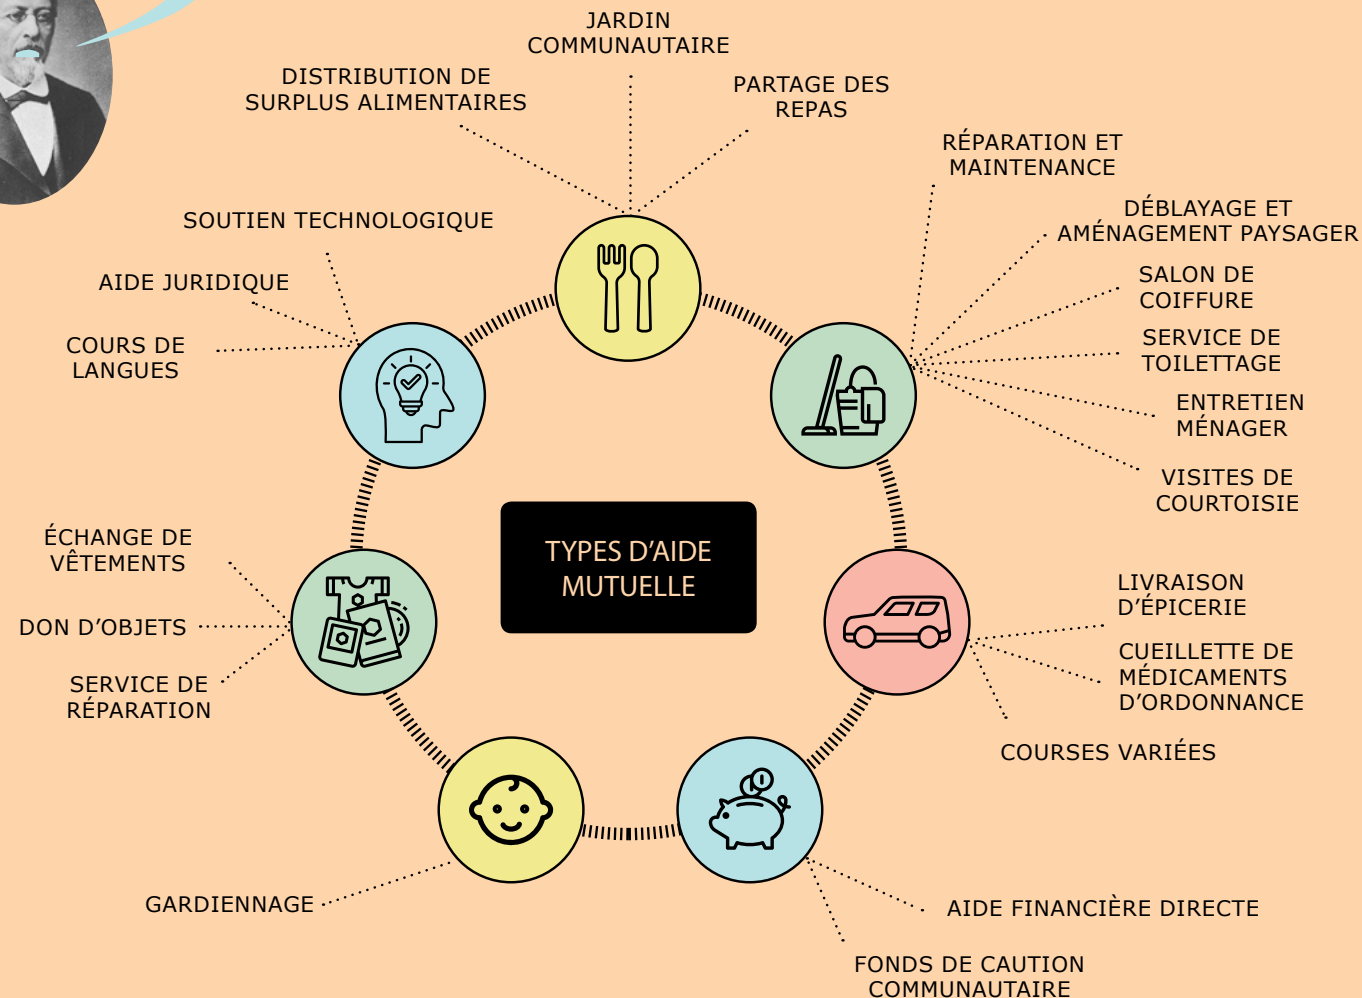 JARDIN
COMMUNAUTAIRE
DISTRIBUTION DE
SURPLUS ALIMENTAIRES
PARTAGE DES
REPAS
RÉPARATION ET
MAINTENANCE
DÉBLAYAGE ET
AMÉNAGEMENT PAYSAGER
SALON DE
COIFFURE
SERVICE DE
TOILETTAGE
ENTRETIEN
MÉNAGER
VISITES DE
COURTOISIE
SOUTIEN TECHNOLOGIQUE
AIDE JURIDIQUE
COURS DE
LANGUES
TYPES D'AIDE
MUTUELLE
ÉCHANGE DE
VÊTEMENTS
DON D'OBJETS
SERVICE DE
RÉPARATION
LIVRAISON
D'ÉPICERIE
CUEILLETTE DE
MÉDICAMENTS
D'ORDONNANCE
COURSES VARIÉES
GARDIENNAGE
AIDE FINANCIÈRE DIRECTE
FONDS DE CAUTION
COMMUNAUTAIRE